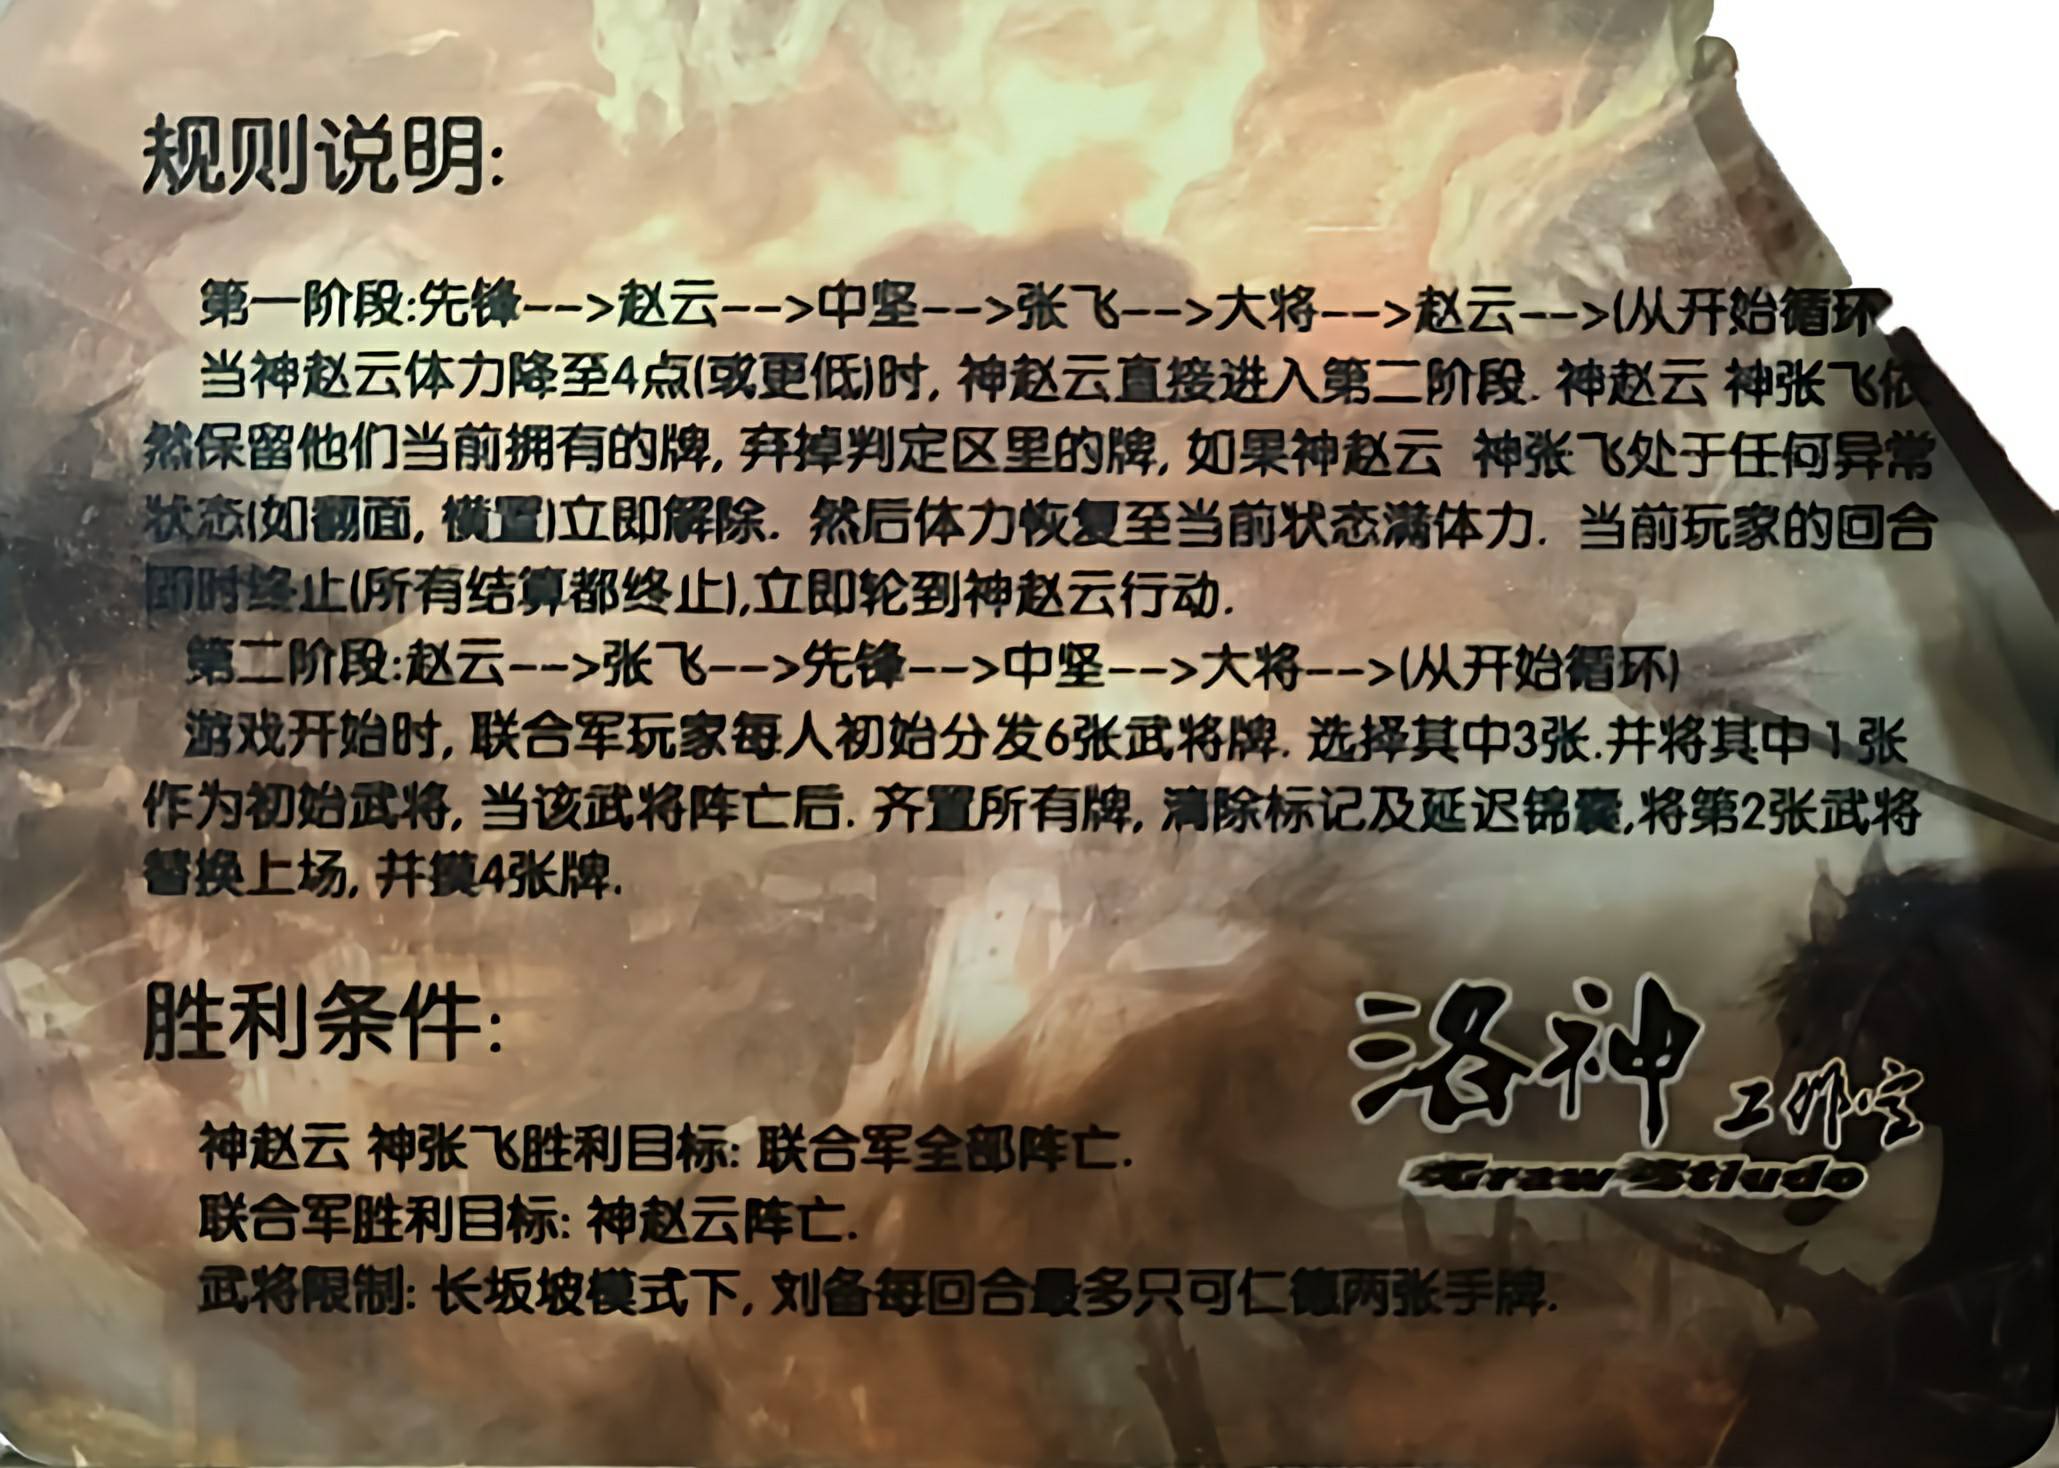 规则说明:
第一阶段:先锋-->赵云-->中坚-->张飞-->大将-->赵云-->(从开始循环
当神赵云体力降至4点(或更低)时, 神赵云直接进入第二阶段. 神赵云 神张飞依
然保留他们当前拥有的牌, 弃掉判定区里的牌, 如果神赵云 神张飞处于任何异常
状态(如翻面, 横置)立即解除. 然后体力恢复至当前状态满体力. 当前玩家的回合
即时终止(所有结算都终止),立即轮到神赵云行动.
第二阶段:赵云-->张飞-->先锋-->中坚-->大将-->(从开始循环)
游戏开始时, 联合军玩家每人初始分发6张武将牌. 选择其中3张.并将其中1张
作为初始武将, 当该武将阵亡后. 齐置所有牌, 清除标记及延迟锦囊,将第2张武将
替换上场, 并摸4张牌.
胜利条件:
神赵云 神张飞胜利目标: 联合军全部阵亡.
联合军胜利目标: 神赵云阵亡.
武将限制: 长坂坡模式下, 刘备每回合最多只可仁德两张手牌.
洛神 工作室
Graw Stludo